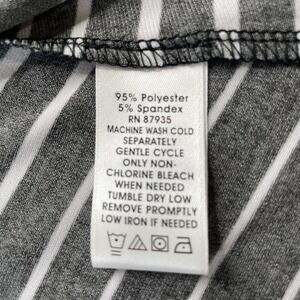 95% Polyester
5% Spandex
RN 87935
MACHINE WASH COLD
SEPARATELY
GENTLE CYCLE
ONLY NON-
CHLORINE BLEACH
WHEN NEEDED
TUMBLE DRY LOW
REMOVE PROMPTLY
LOW IRON IF NEEDED